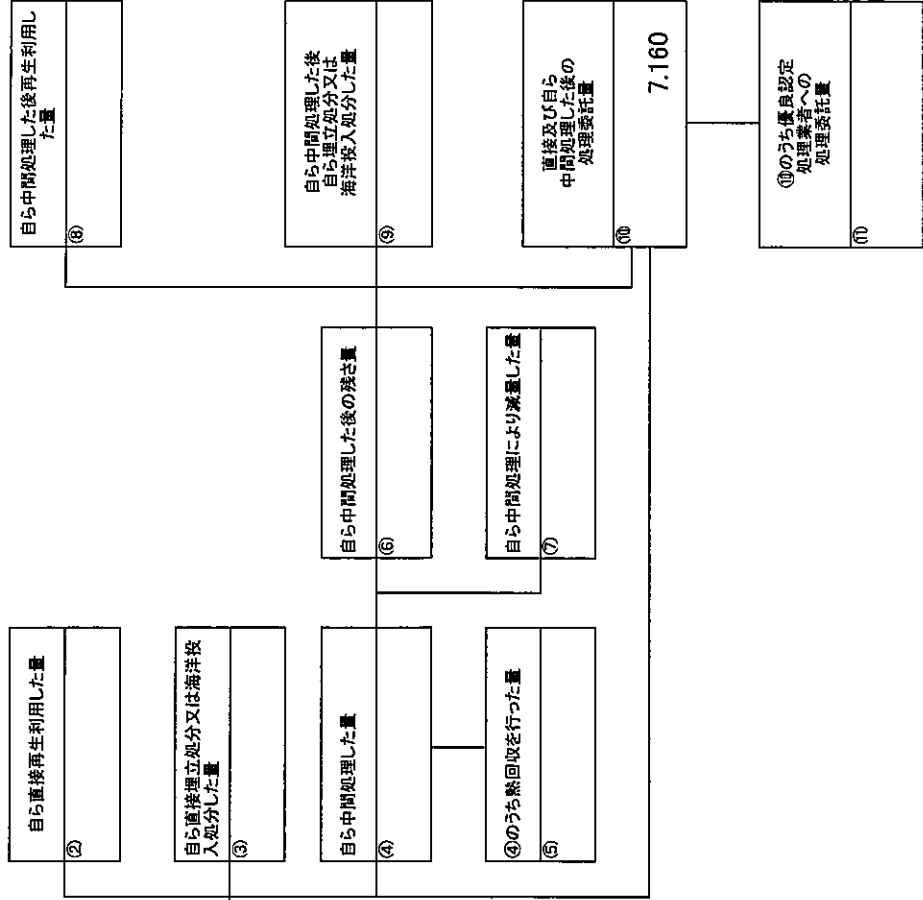 自ら直接再生利用した量
②
自ら直接埋立処分又は海洋投
入処分した量
③
自ら中間処理した量
④
④のうち熱回収を行った量
⑤
自ら中間処理した後の残さ量
⑥
自ら中間処理により減量した量
⑦
自ら中間処理した後再生利用し
た量
⑧
自ら中間処理した後
自ら埋立処分又は
海洋投入処分した量
⑨
直接及び自ら
中間処理した後の
処理委託量
⑩
7.160
⑩のうち優良認定
処理業者への
処理委託量
⑪